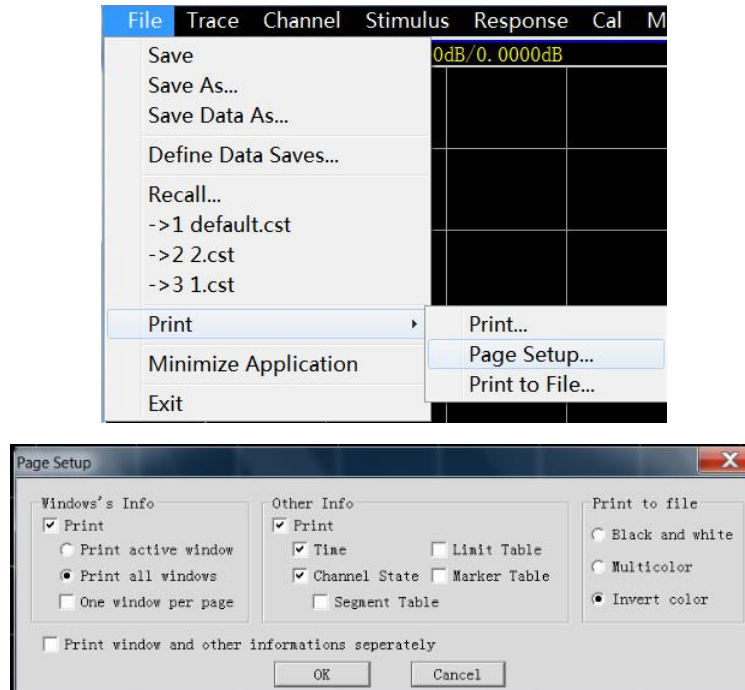 File Trace Channel Stimulus Response Cal M
0dB/0.0000dB
Save
Save As...
Save Data As...
Define Data Saves...
Recall...
->1 default.cst
->2 2.cst
->3 1.cst
Print
Print...
Page Setup...
Print to File...
Minimize Application
Exit
Page Setup
Windows's Info
Print
Print active window
Print all windows
One window per page
Other Info
Print
Time
Limit Table
Channel State
Marker Table
Segment Table
Print to file
Black and white
Multicolor
Invert color
Print window and other informations seperately
OK
Cancel